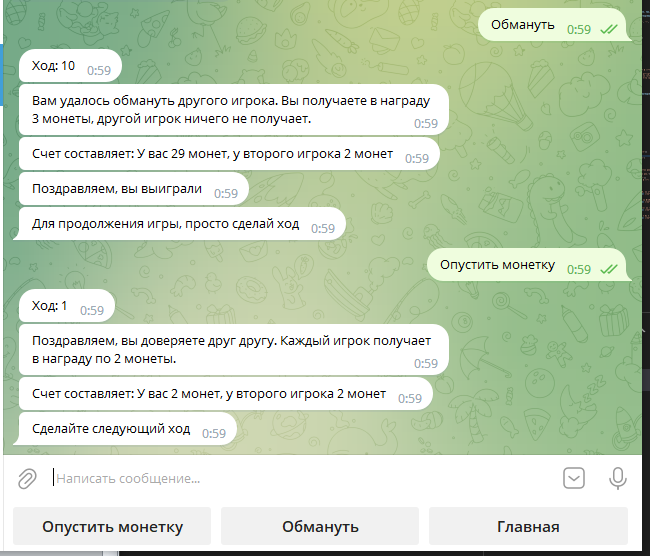 Обмануть 0:59
Ход: 10 0:59
Вам удалось обмануть другого игрока. Вы получаете в награду
3 монеты, другой игрок ничего не получает. 0:59
Счет составляет: У вас 29 монет, у второго игрока 2 монет 0:59
Поздравляем, вы выиграли 0:59
Для продолжения игры, просто сделай ход 0:59
Опустить монетку 0:59
Ход: 1 0:59
Поздравляем, вы доверяете друг другу. Каждый игрок получает
в награду по 2 монеты. 0:59
Счет составляет: У вас 2 монет, у второго игрока 2 монет 0:59
Сделайте следующий ход 0:59
Написать сообщение...
Опустить монетку Обмануть Главная